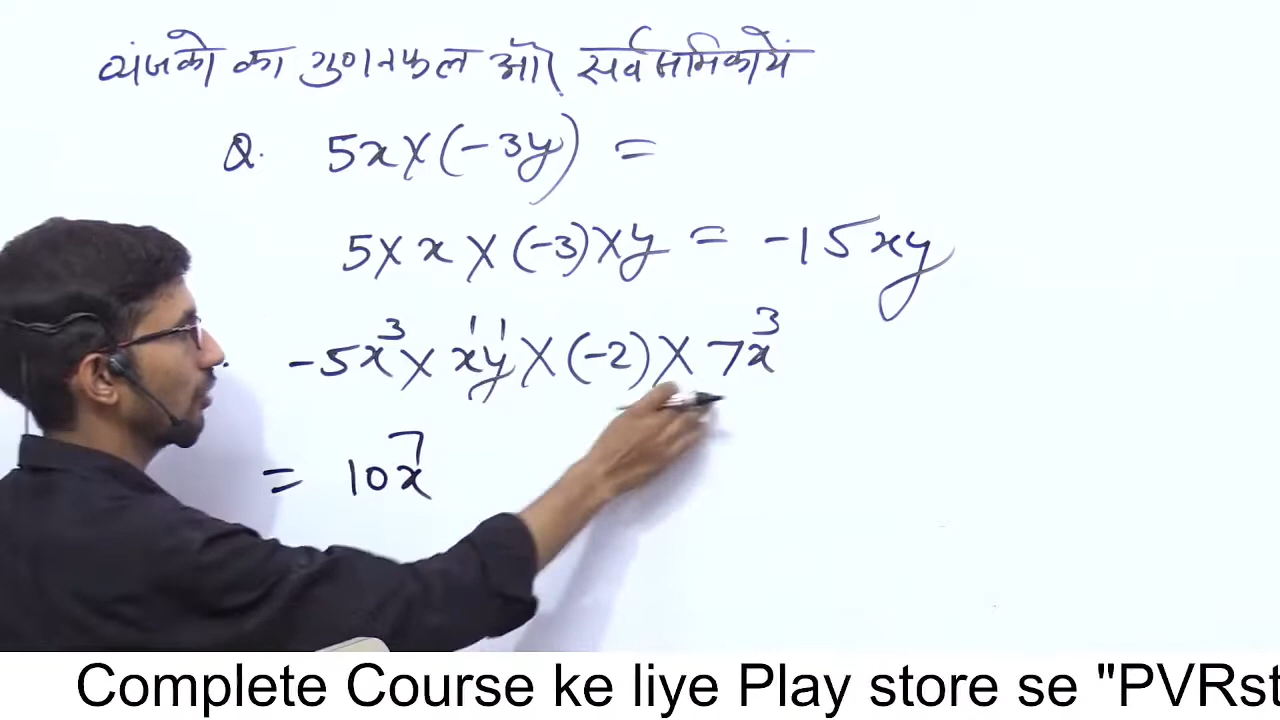 व्यंजको का गुणनफल और सर्वसमिकायें
Q. 5x×(-3y) =
5×x×(-3)×y = -15xy
-5x³×x¹y¹×(-2)×7x³
= 10x⁷
Complete Course ke liye Play store se "PVRst